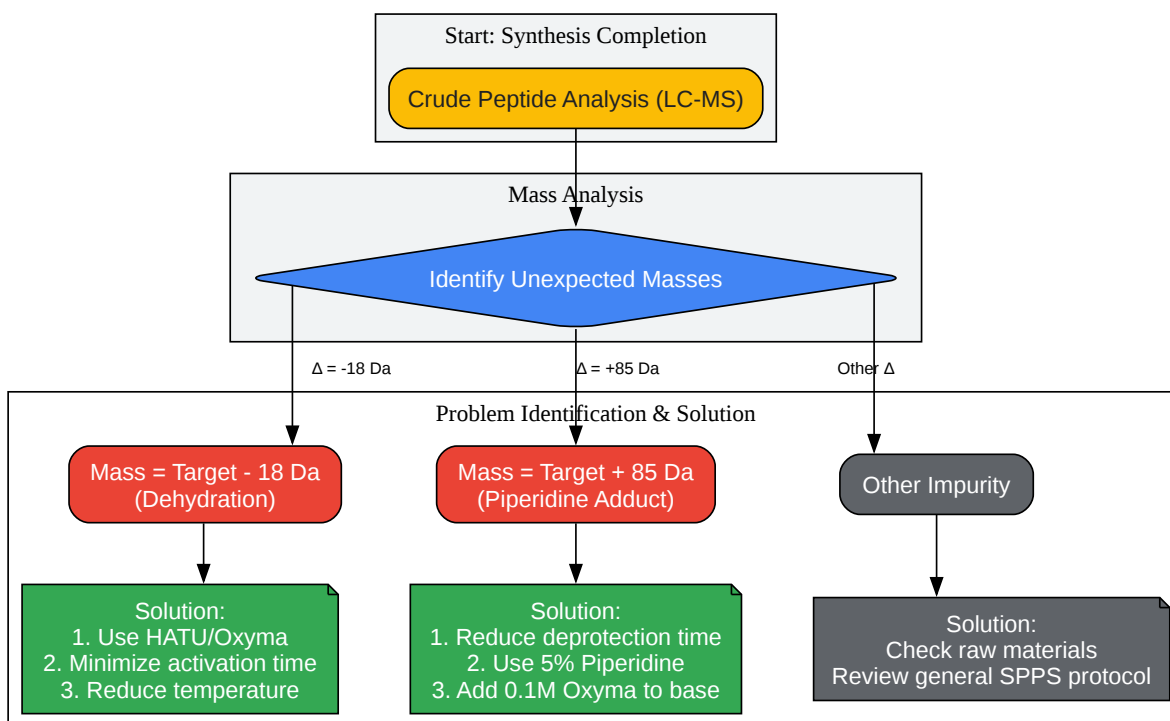 Start: Synthesis Completion
Crude Peptide Analysis (LC-MS)
Mass Analysis
Identify Unexpected Masses
Δ = -18 Da
Δ = +85 Da
Other Δ
Problem Identification & Solution
Mass = Target - 18 Da
(Dehydration)
Mass = Target + 85 Da
(Piperidine Adduct)
Other Impurity
Solution:
1. Use HATU/Oxyma
2. Minimize activation time
3. Reduce temperature
Solution:
1. Reduce deprotection time
2. Use 5% Piperidine
3. Add 0.1M Oxyma to base
Solution:
Check raw materials
Review general SPPS protocol